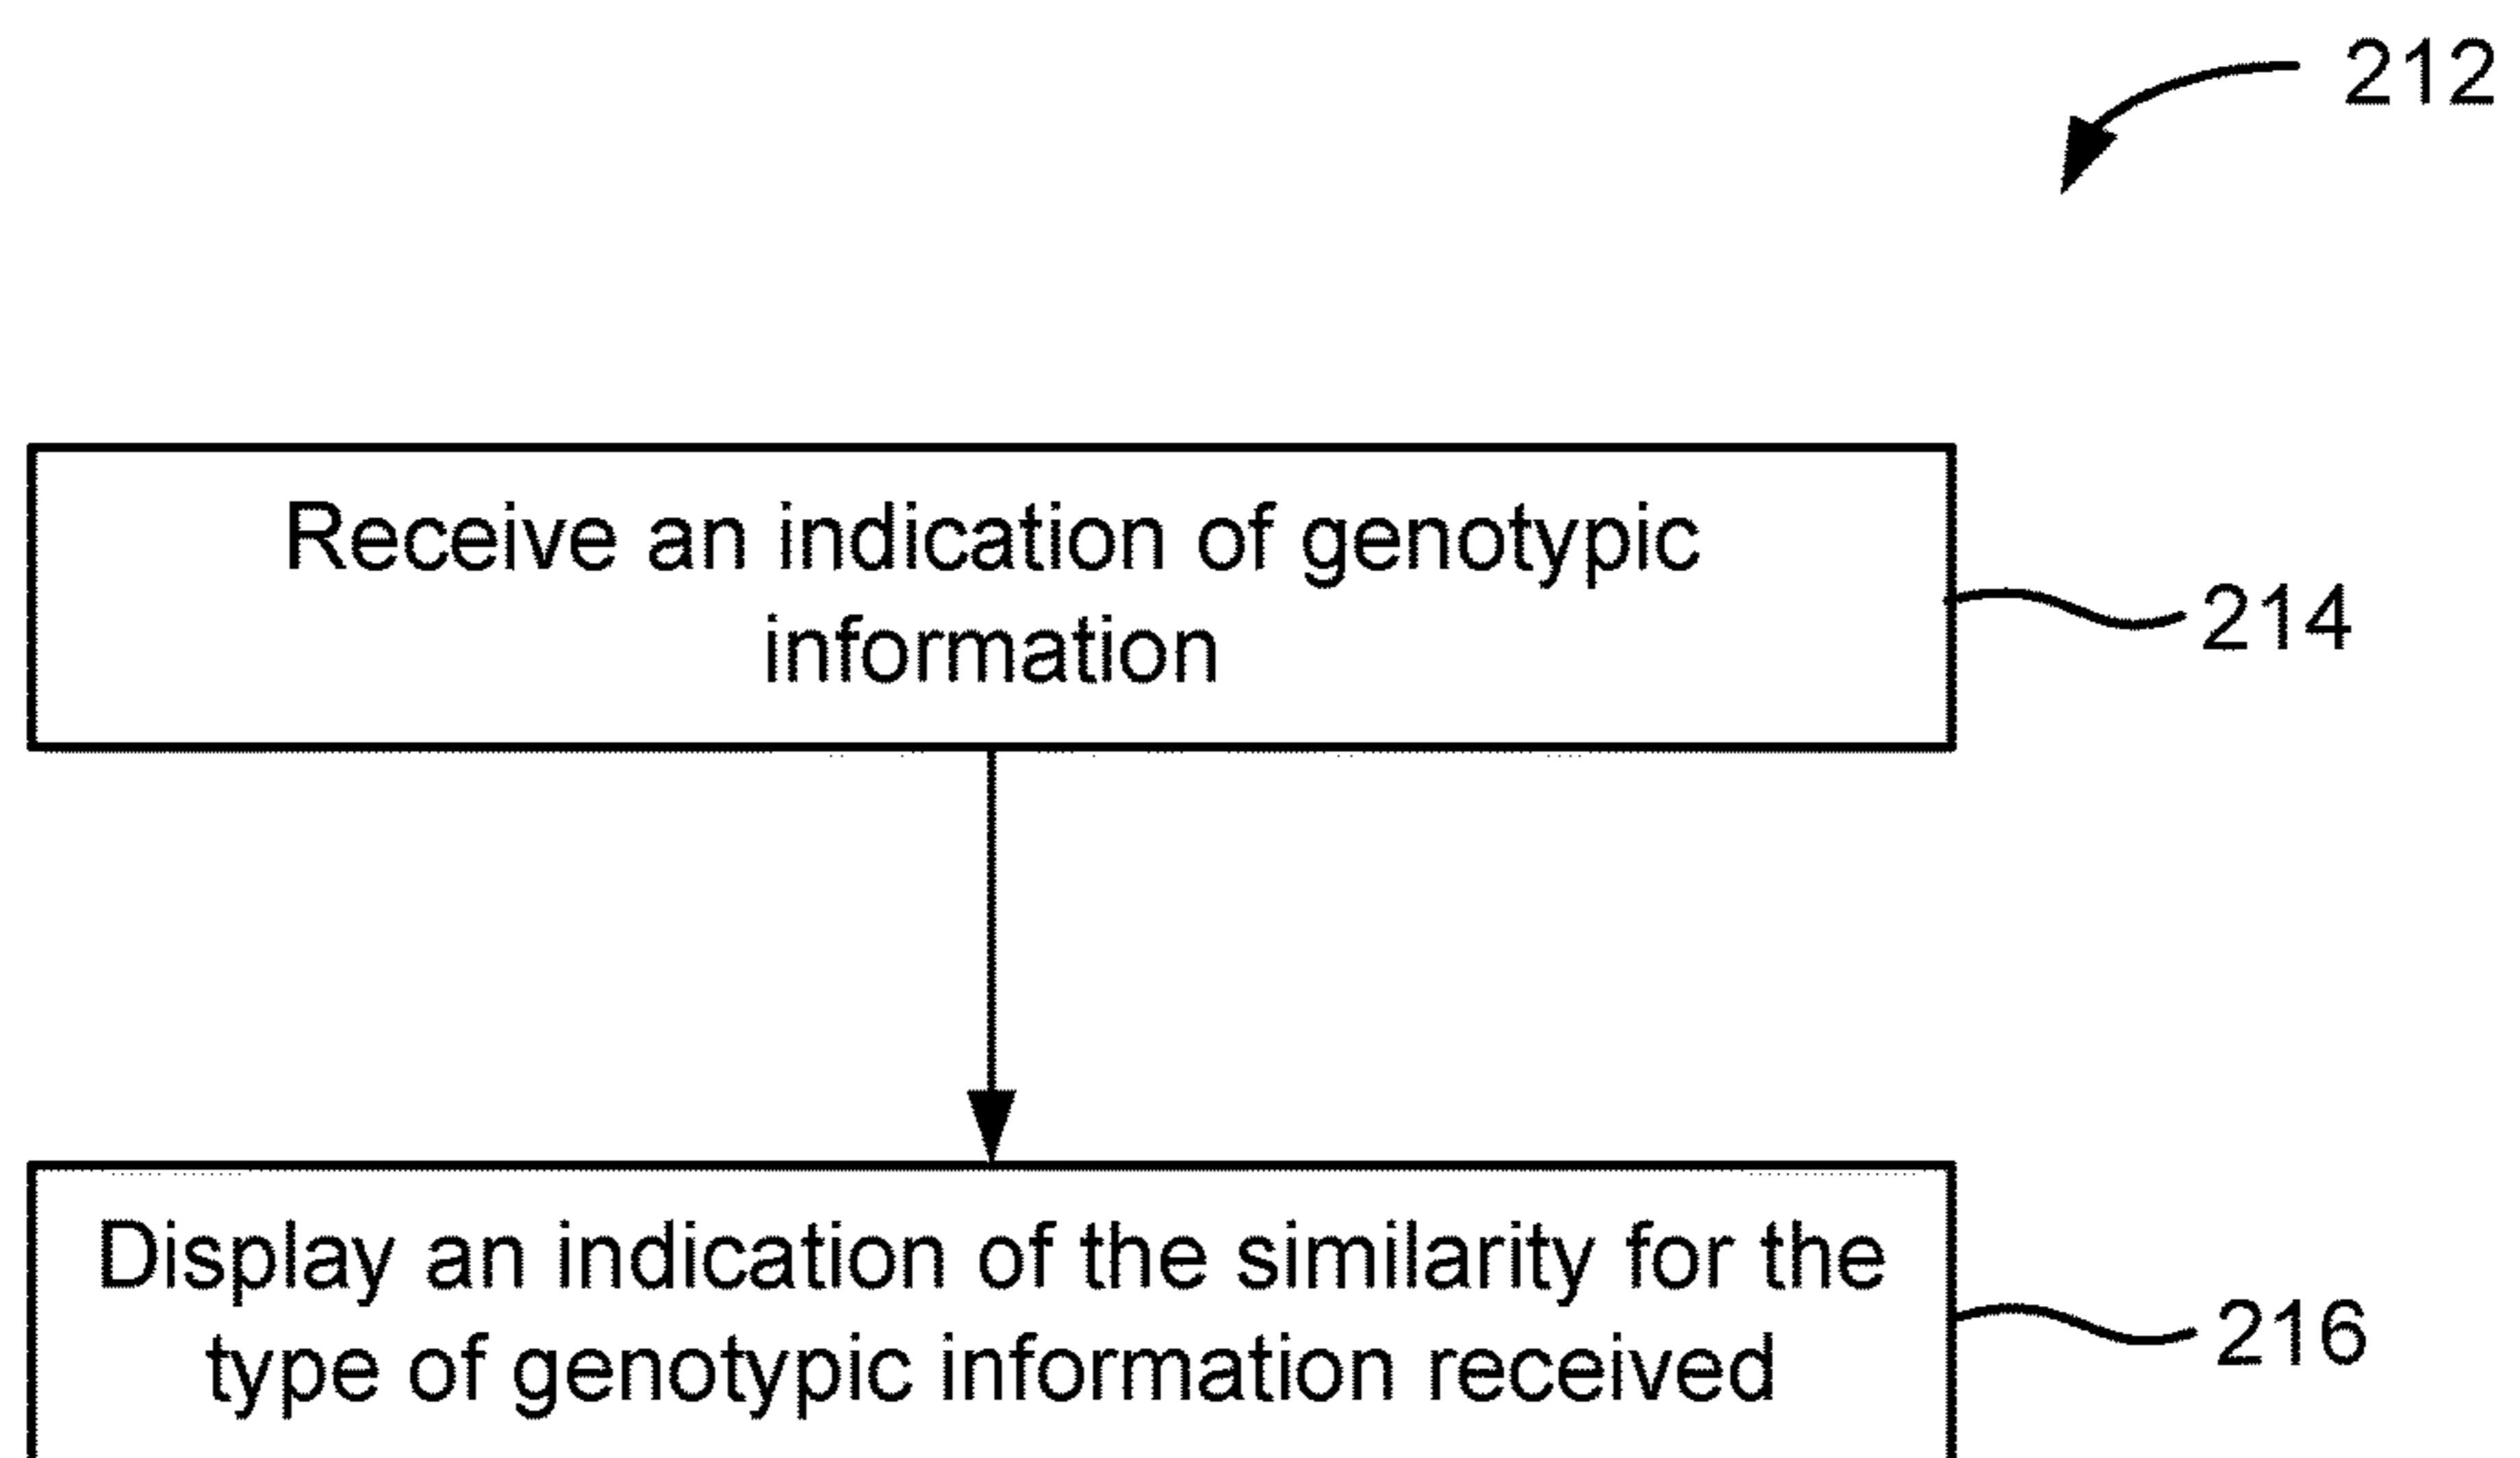 212
Receive an indication of genotypic
information
214
Display an indication of the similarity for the
type of genotypic information received
216